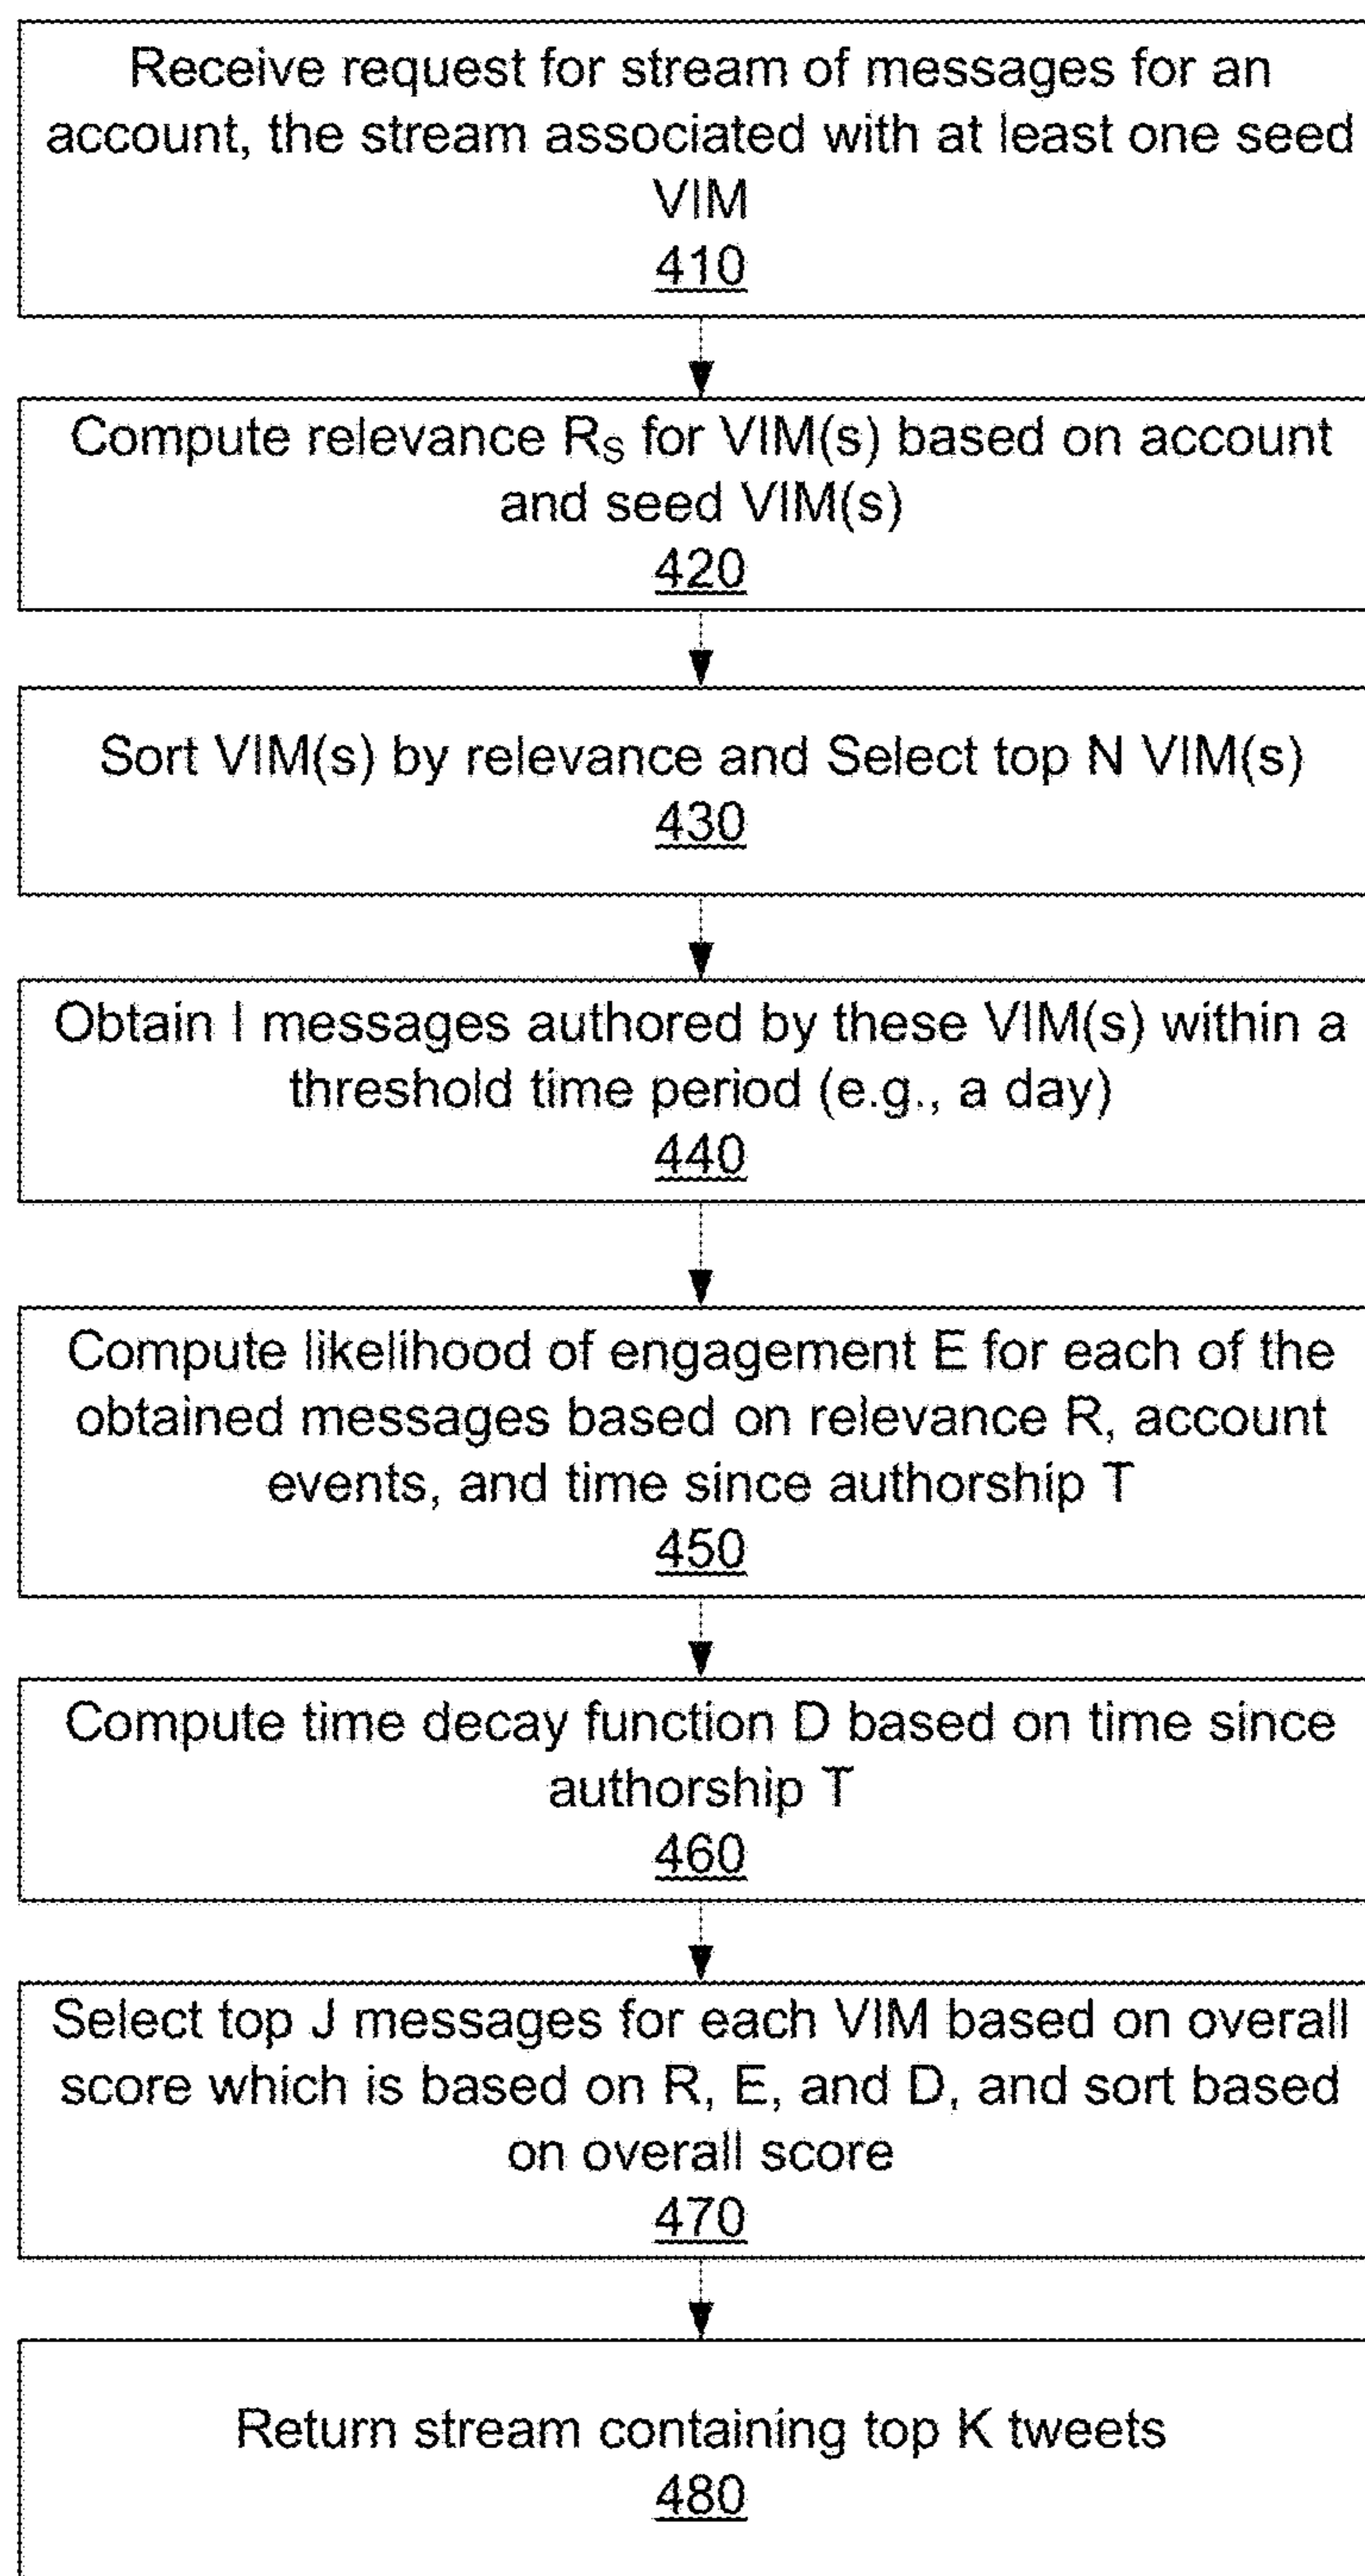 Receive request for stream of messages for an
account, the stream associated with at least one seed
VIM
410
Compute relevance RS for VIM(s) based on account
and seed VIM(s)
420
Sort VIM(s) by relevance and Select top N VIM(s)
430
Obtain I messages authored by these VIM(s) within a
threshold time period (e.g., a day)
440
Compute likelihood of engagement E for each of the
obtained messages based on relevance R, account
events, and time since authorship T
450
Compute time decay function D based on time since
authorship T
460
Select top J messages for each VIM based on overall
score which is based on R, E, and D, and sort based
on overall score
470
Return stream containing top K tweets
480